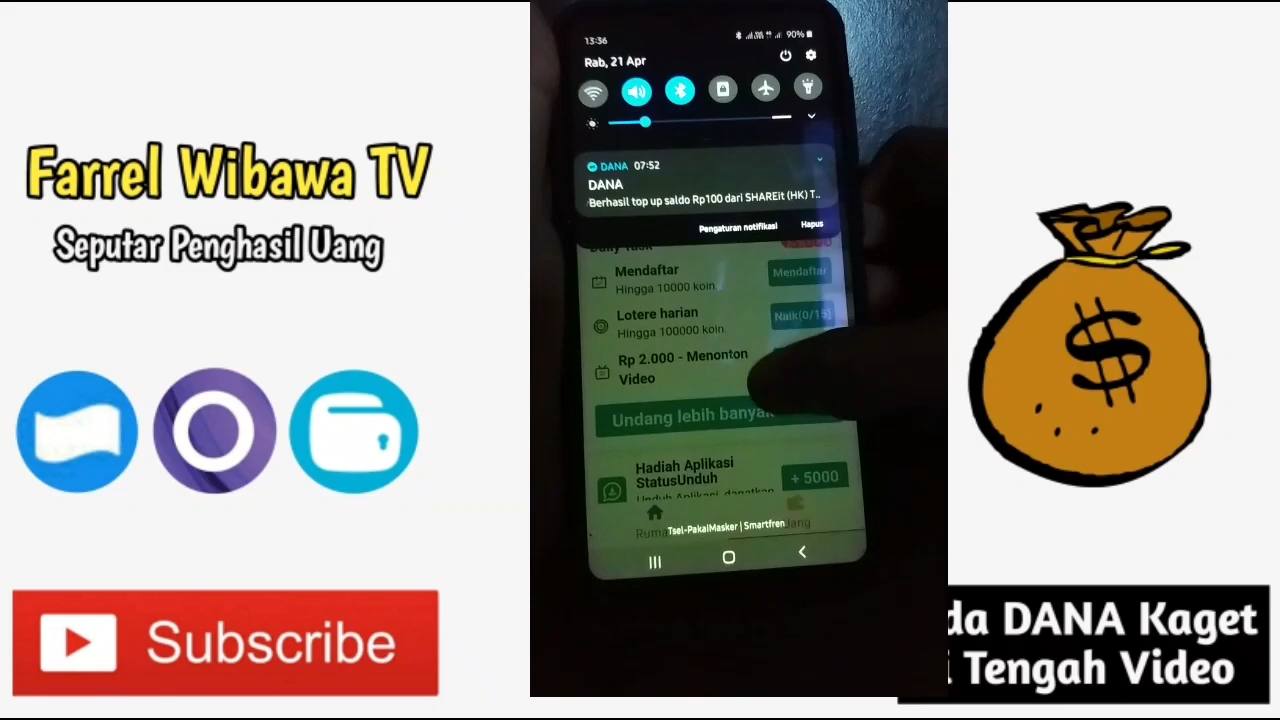 Farrel Wibawa TV
Seputar Penghasil Uang
Subscribe
13:36
90%
Rab, 21 Apr
DANA 07:52
DANA
Berhasil top up saldo Rp100 dari SHAREit (HK) T..
Pengaturan notifikasi Hapus
Mendaftar
Hingga 10000 koin
Mendaftar
Lotere harian
Hingga 100000 koin
Naik(0/15)
Rp 2.000 - Menonton
Video
Undang lebih banyak
Hadiah Aplikasi
StatusUnduh
+ 5000
Tsel-PakaiMasker | Smartfren
da DANA Kaget
Tengah Video